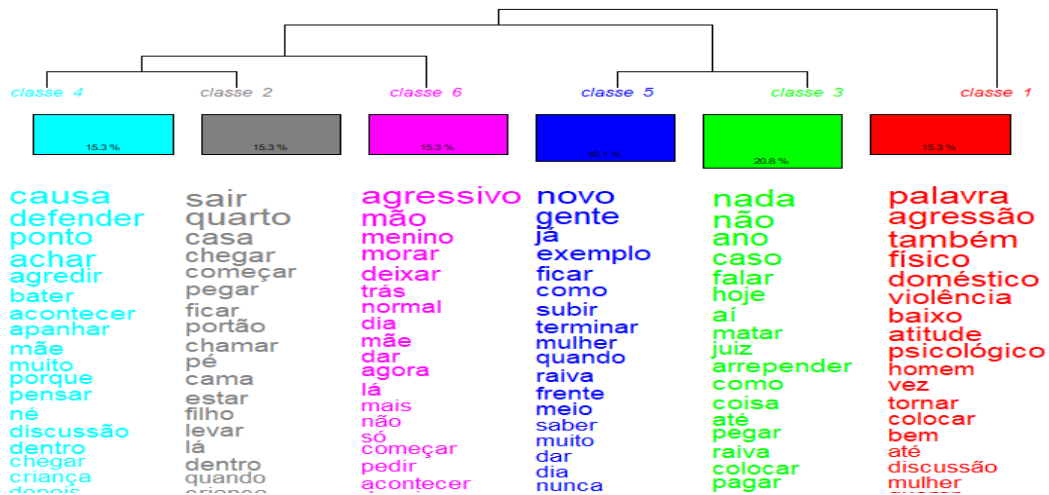 classe 4
classe 2
classe 6
classe 5
classe 3
classe 1
15.3 %
15.3 %
15.3 %
20.8 %
15.3 %
causa
defender
ponto
achar
agredir
bater
acontecer
apanhar
mãe
muito
porque
pensar
né
discussão
dentro
chegar
criança
depois
sair
quarto
casa
chegar
começar
pegar
ficar
portão
chamar
pé
cama
estar
filho
levar
lá
dentro
quando
criança
agressivo
mão
menino
morar
deixar
trás
normal
dia
mãe
dar
agora
lá
mais
não
só
começar
pedir
acontecer
novo
gente
já
exemplo
ficar
como
subir
terminar
mulher
quando
raiva
frente
meio
saber
muito
dar
dia
nunca
nada
não
ano
caso
falar
hoje
aí
matar
juiz
arrepender
como
coisa
até
pegar
raiva
colocar
pagar
palavra
agressão
também
físico
doméstico
violência
baixo
atitude
psicológico
homem
vez
tornar
colocar
bem
até
discussão
mulher